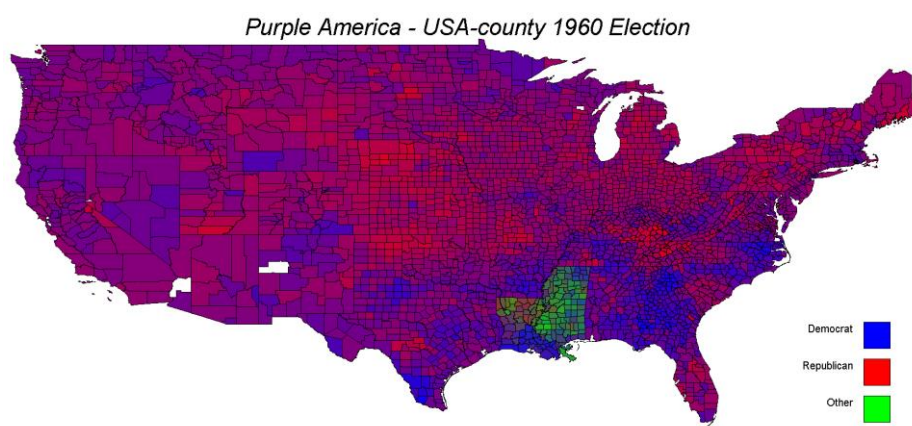 Purple America - USA-county 1960 Election
Democrat
Republican
Other